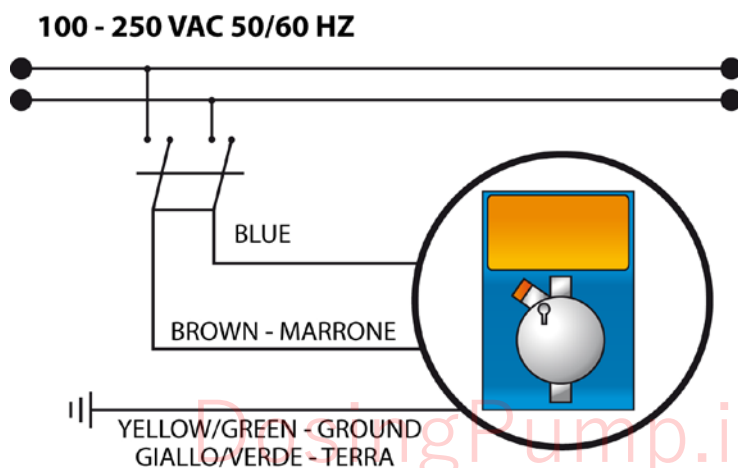 100 - 250 VAC 50/60 HZ
BLUE
BROWN - MARRONE
YELLOW/GREEN - GROUND
GIALLO/VERDE - TERRA
DosingPump.i